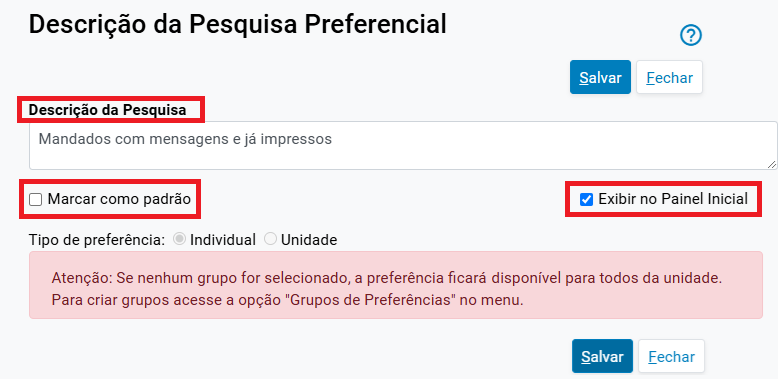 Descrição da Pesquisa Preferencial
?
Salvar Fechar
Descrição da Pesquisa
Mandados com mensagens e já impressos
Marcar como padrão Exibir no Painel Inicial
Tipo de preferência: Individual Unidade
Atenção: Se nenhum grupo for selecionado, a preferência ficará disponível para todos da unidade.
Para criar grupos acesse a opção "Grupos de Preferências" no menu.
Salvar Fechar